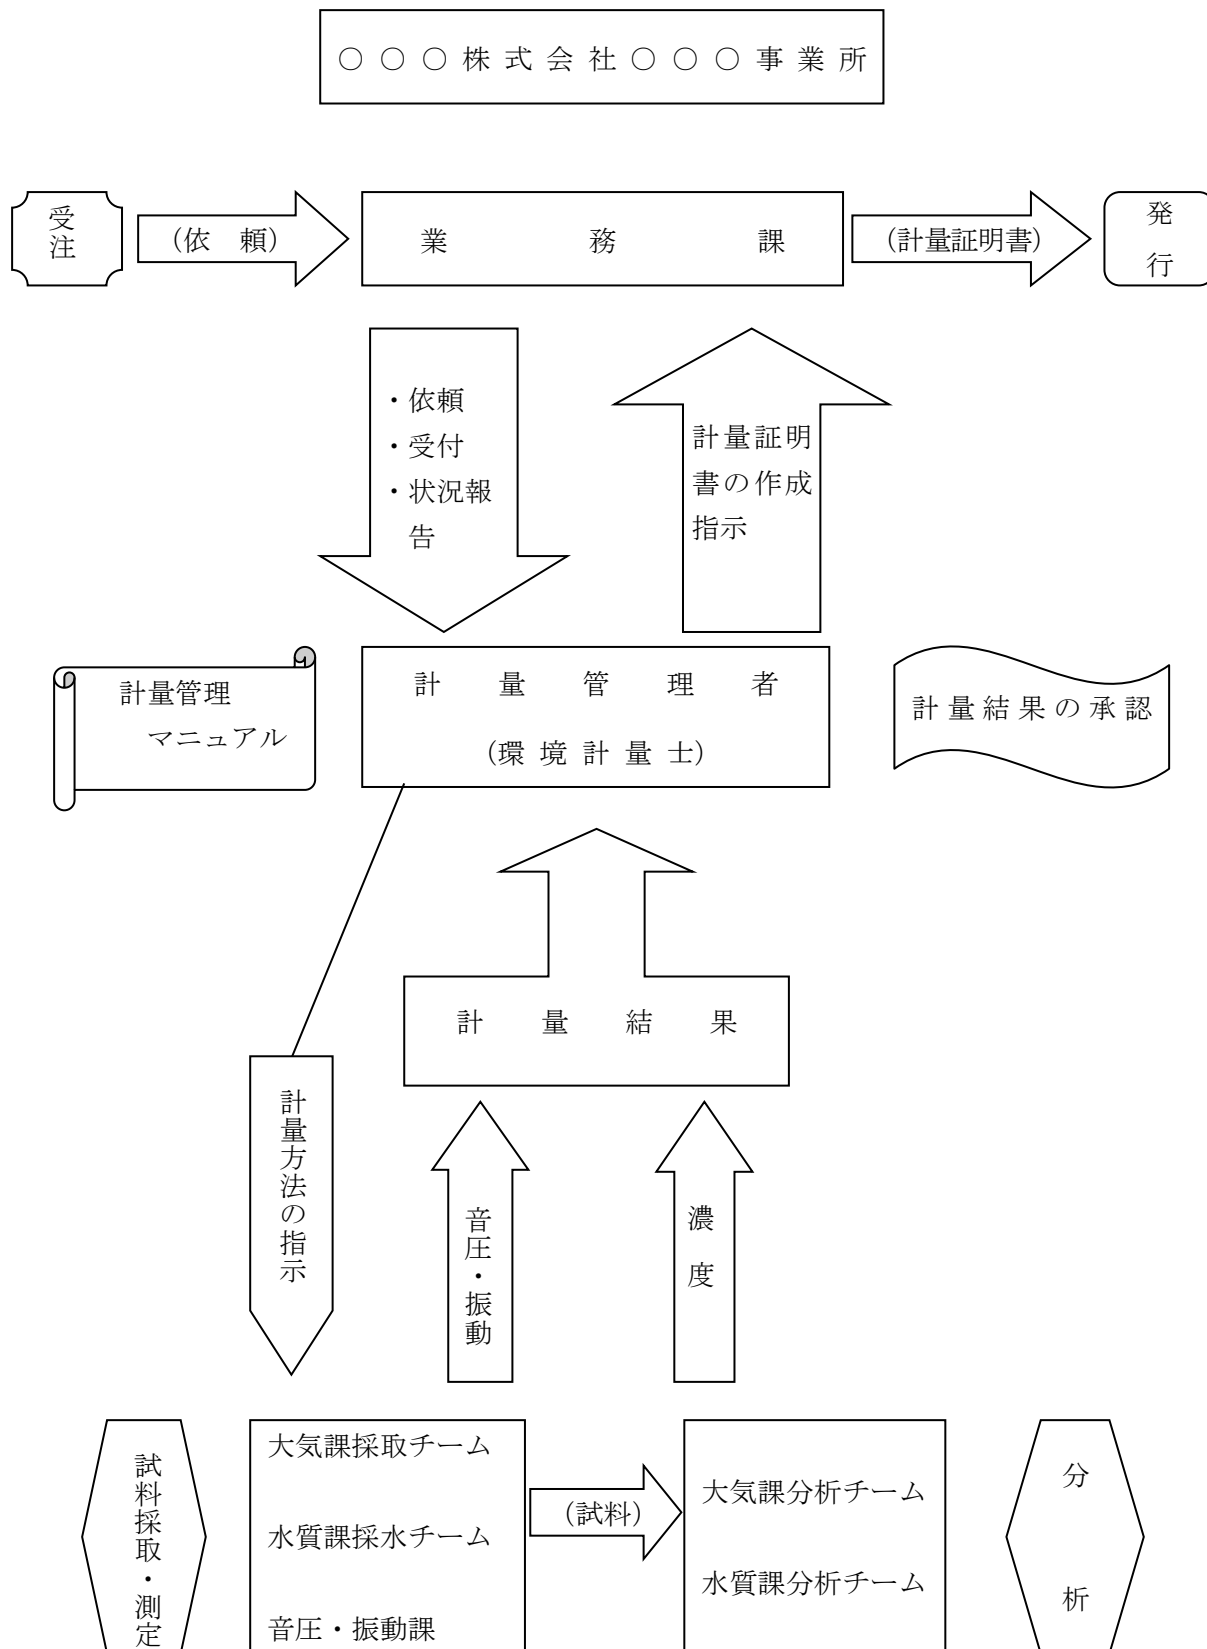 ○○○株式会社○○○事業所
受注
（依　頼）
業　務　課
（計量証明書）
発行
・依頼
・受付
・状況報
告
計量証明
書の作成
指示
計量管理
マニュアル
計　量　管　理　者
（環境計量士）
計量結果の承認
計　量　結　果
計量方法の指示
音圧・振動
濃度
試料採取・測定
大気課採取チーム
水質課採水チーム
音圧・振動課
（試料）
大気課分析チーム
水質課分析チーム
分析